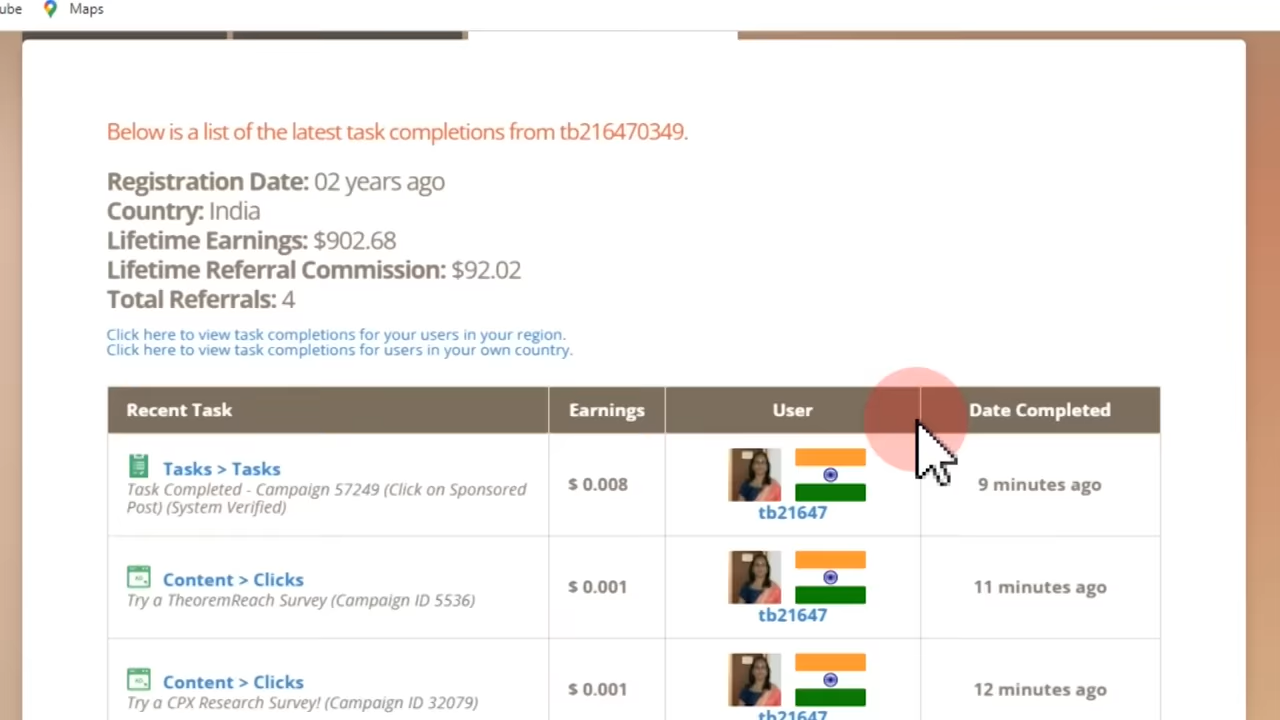 ube Maps
Below is a list of the latest task completions from tb216470349.
Registration Date: 02 years ago
Country: India
Lifetime Earnings: $902.68
Lifetime Referral Commission: $92.02
Total Referrals: 4
Click here to view task completions for your users in your region.
Click here to view task completions for users in your own country.
Recent Task Earnings User Date Completed
Tasks > Tasks
Task Completed - Campaign 57249 (Click on Sponsored
Post) (System Verified)
$ 0.008
tb21647
9 minutes ago
Content > Clicks
Try a TheoremReach Survey (Campaign ID 5536)
$ 0.001
tb21647
11 minutes ago
Content > Clicks
Try a CPX Research Survey! (Campaign ID 32079)
$ 0.001
tb21647
12 minutes ago